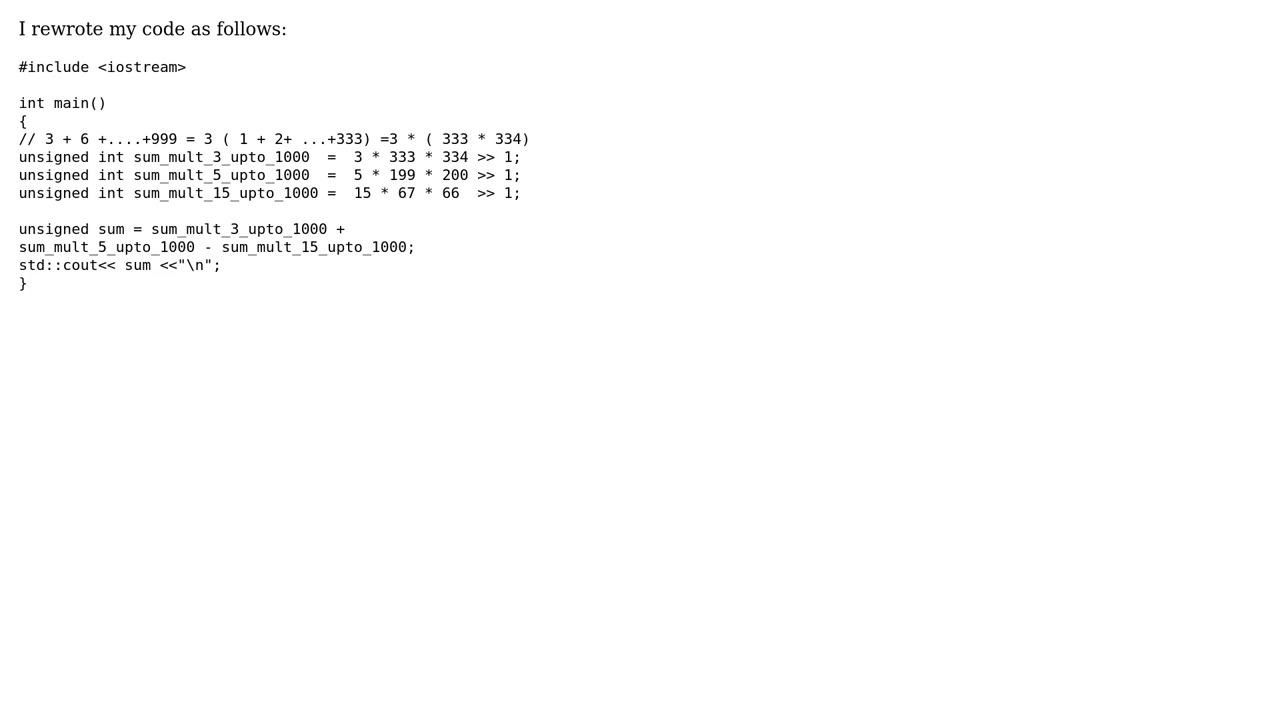 I rewrote my code as follows:
#include <iostream>
int main()
{
// 3 + 6 +....+999 = 3 ( 1 + 2+ ...+333) =3 * ( 333 * 334)
unsigned int sum_mult_3_upto_1000  =  3 * 333 * 334 >> 1;
unsigned int sum_mult_5_upto_1000  =  5 * 199 * 200 >> 1;
unsigned int sum_mult_15_upto_1000 =  15 * 67 * 66  >> 1;
unsigned sum = sum_mult_3_upto_1000 +
sum_mult_5_upto_1000 - sum_mult_15_upto_1000;
std::cout<< sum <<"\n";
}